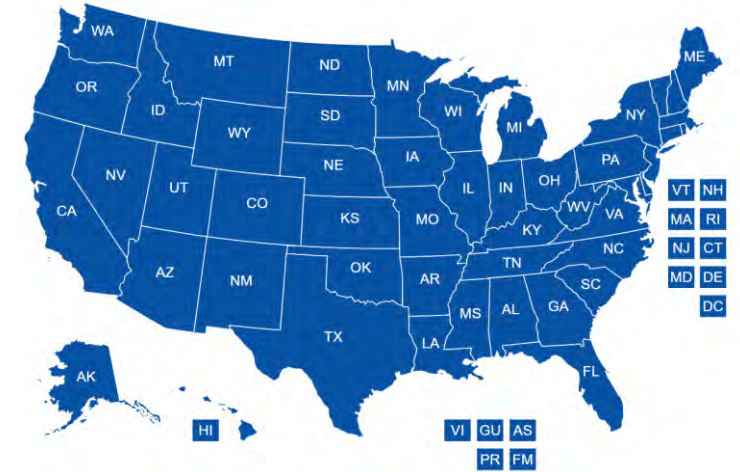 WA
ME
MT
ND
MN
OR
ID
SD
WI
NY
MI
WY
IA
PA
NE
NV
UT
CO
IL
IN
OH
WV
VA
VT NH
CA
KS
MO
KY
MA RI
NJ CT
NC
TN
AZ
NM
OK
AR
MD DE
SC
DC
MS
AL
GA
TX
LA
FL
AK
HI
VI GU AS
PR FM